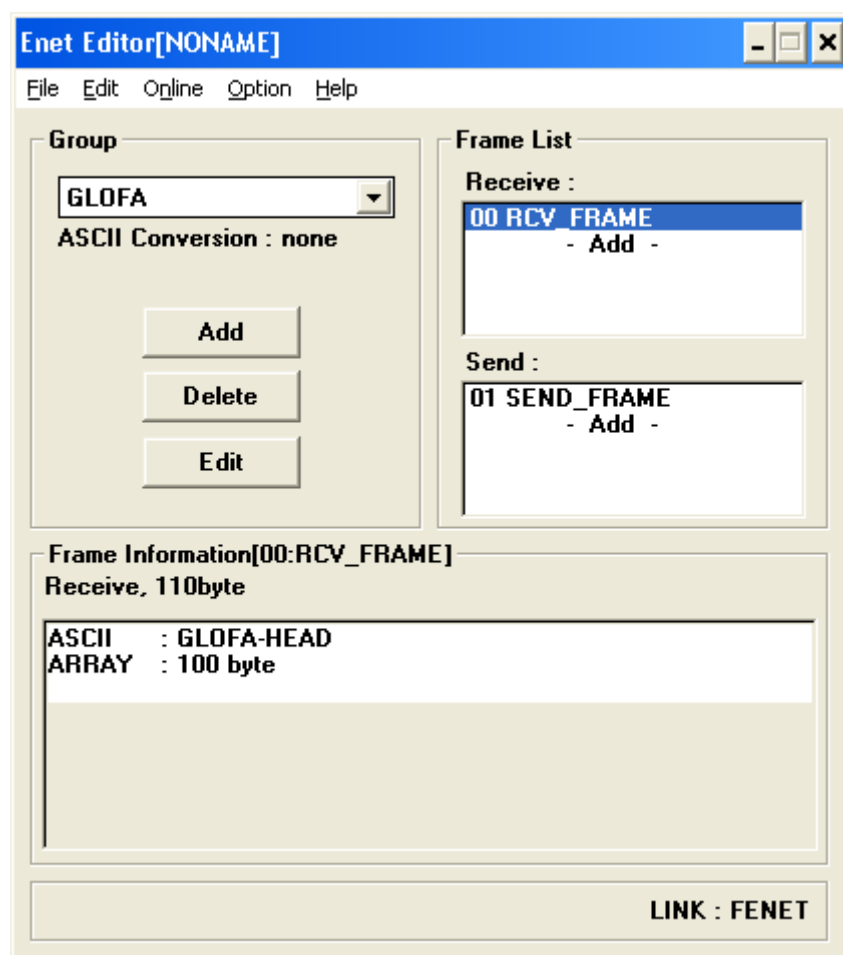 Enet Editor[NONAME]
File Edit Online Option Help
Group
GLOFA
ASCII Conversion : none
Add
Delete
Edit
Frame List
Receive :
00 RCV_FRAME
- Add -
Send :
01 SEND_FRAME
- Add -
Frame Information[00:RCV_FRAME]
Receive, 110byte
ASCII : GLOFA-HEAD
ARRAY : 100 byte
LINK : FENET